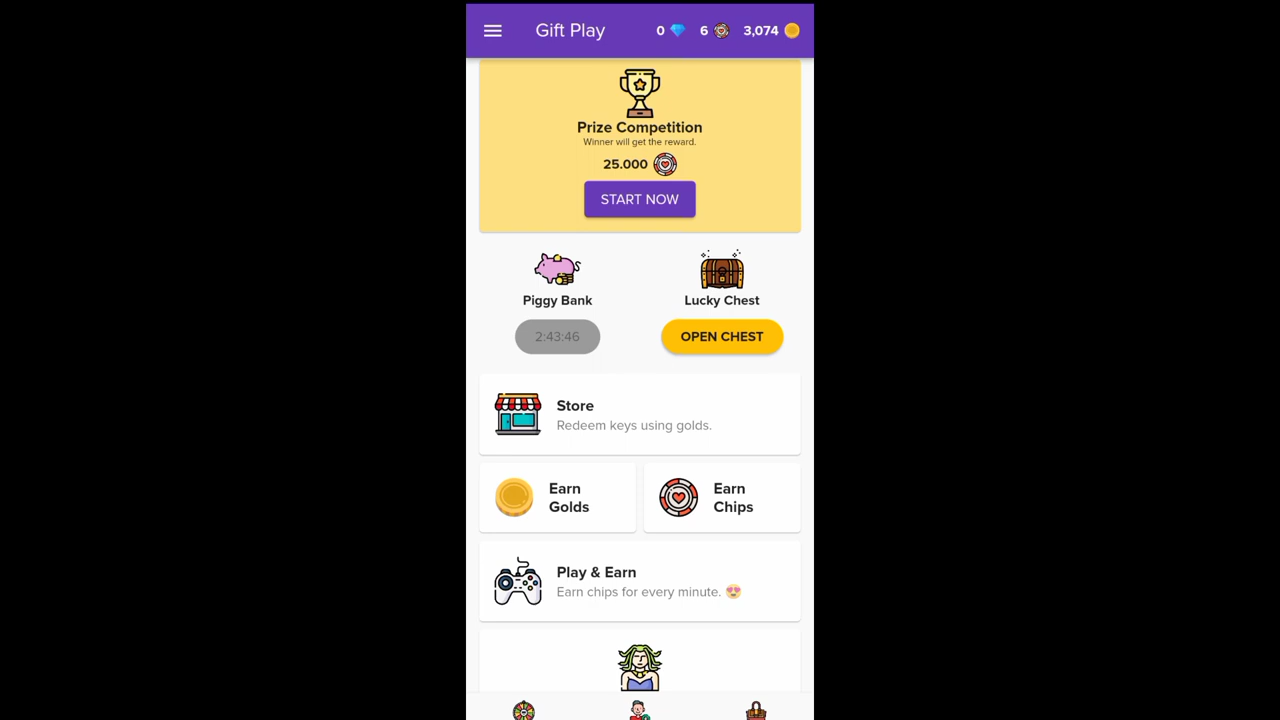 Gift Play 0 6 3,074
Prize Competition
Winner will get the reward.
25.000
START NOW
Piggy Bank
Lucky Chest
2:43:46
OPEN CHEST
Store
Redeem keys using golds.
Earn
Golds
Earn
Chips
Play & Earn
Earn chips for every minute. 😍